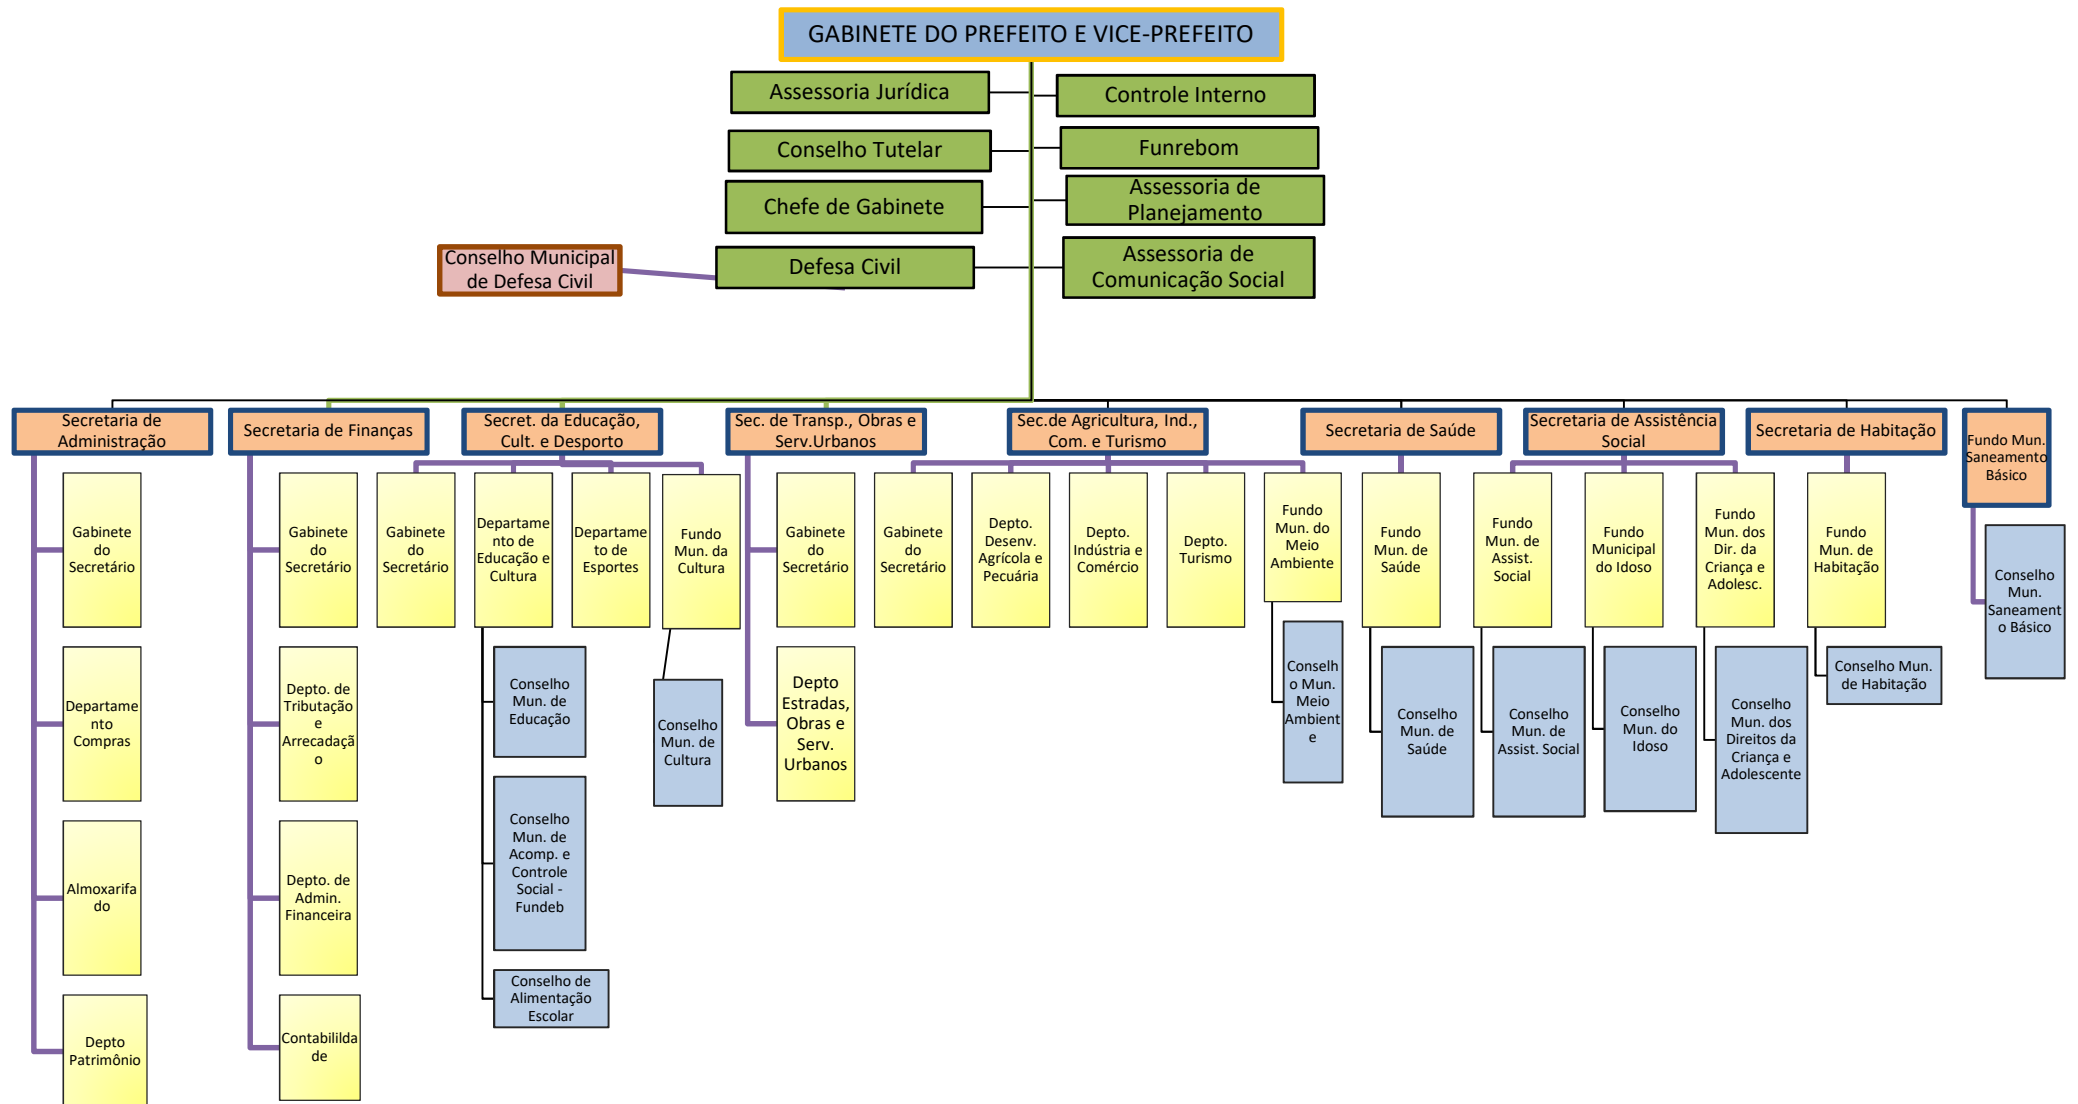 GABINETE DO PREFEITO E VICE-PREFEITO
Assessoria Jurídica
Controle Interno
Conselho Tutelar
Funrebom
Chefe de Gabinete
Assessoria de
Planejamento
Conselho Municipal
de Defesa Civil
Defesa Civil
Assessoria de
Comunicação Social
Secretaria de
Administração
Secretaria de Finanças
Secret. da Educação,
Cult. e Desporto
Sec. de Transp., Obras e
Serv.Urbanos
Sec.de Agricultura, Ind.,
Com. e Turismo
Secretaria de Saúde
Secretaria de Assistência
Social
Secretaria de Habitação
Fundo Mun.
Saneamento
Básico
Gabinete
do
Secretário
Gabinete
do
Secretário
Gabinete
do
Secretário
Departame
nto de
Educação e
Cultura
Departamen
to de
Esportes
Fundo
Mun. da
Cultura
Gabinete
do
Secretário
Gabinete
do
Secretário
Depto.
Desenv.
Agrícola e
Pecuária
Depto.
Indústria e
Comércio
Depto.
Turismo
Fundo
Mun. do
Meio
Ambiente
Fundo
Mun. de
Saúde
Fundo
Mun. de
Assist.
Social
Fundo
Municipal
do Idoso
Fundo
Mun. dos
Dir. da
Criança e
Adolesc.
Fundo
Mun. de
Habitação
Conselho
Mun.
Saneament
o Básico
Departame
nto
Compras
Depto. de
Tributação
e
Arrecadaçã
o
Conselho
Mun. de
Educação
Conselho
Mun. de
Cultura
Depto
Estradas,
Obras e
Serv.
Urbanos
Conselh
o Mun.
Meio
Ambient
e
Conselho
Mun. de
Saúde
Conselho
Mun. de
Assist. Social
Conselho
Mun. do
Idoso
Conselho
Mun. dos
Direitos da
Criança e
Adolescente
Conselho Mun.
de Habitação
Almoxarifa
do
Depto. de
Admin.
Financeira
Conselho
Mun. de
Acomp. e
Controle
Social -
Fundeb
Conselho de
Alimentação
Escolar
Depto
Patrimônio
Contabililda
de